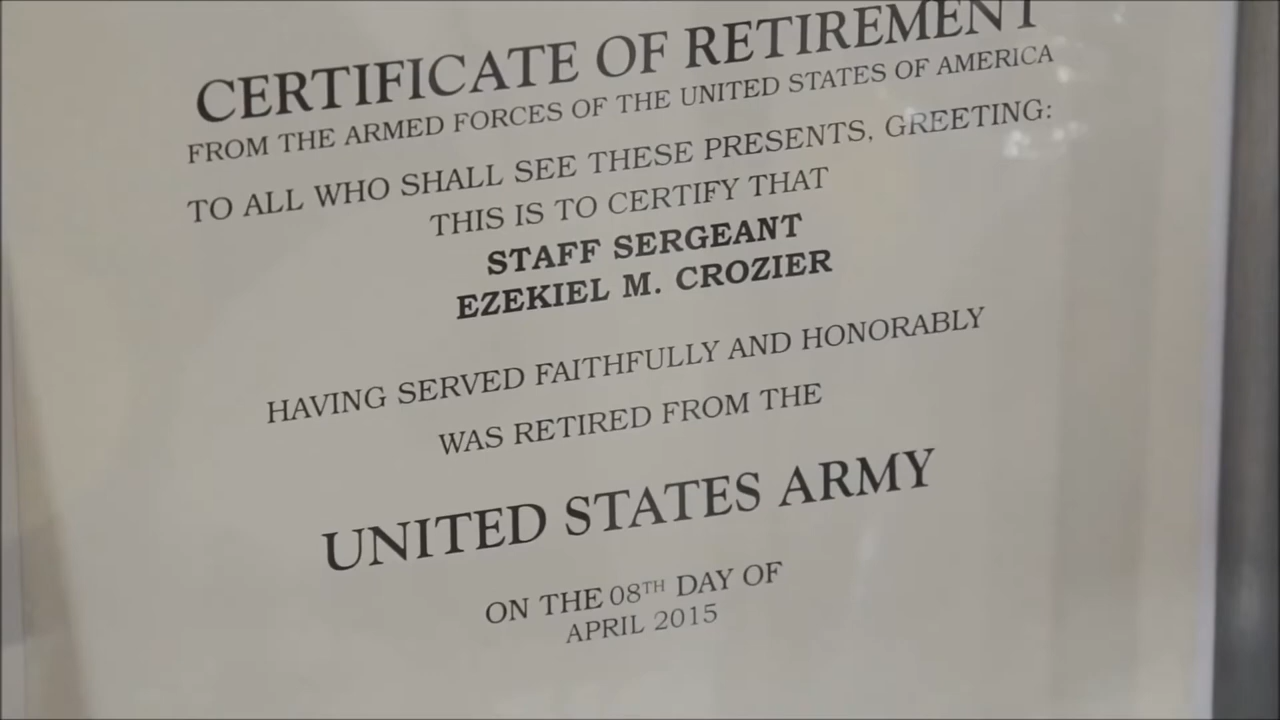 CERTIFICATE OF RETIREMENT
FROM THE ARMED FORCES OF THE UNITED STATES OF AMERICA
TO ALL WHO SHALL SEE THESE PRESENTS, GREETING:
THIS IS TO CERTIFY THAT
STAFF SERGEANT
EZEKIEL M. CROZIER
HAVING SERVED FAITHFULLY AND HONORABLY
WAS RETIRED FROM THE
UNITED STATES ARMY
ON THE 08TH DAY OF
APRIL 2015